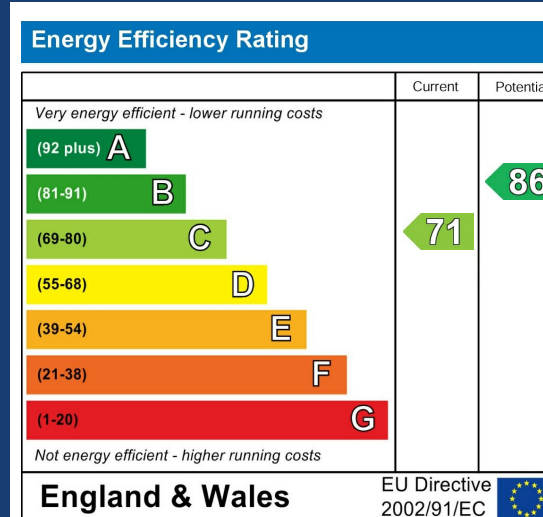 Energy Efficiency Rating
Current Potentia
Very energy efficient - lower running costs
(92 plus) A
(81-91) B
86
(69-80) C
71
(55-68) D
(39-54) E
(21-38) F
(1-20) G
Not energy efficient - higher running costs
England & Wales
EU Directive
2002/91/EC